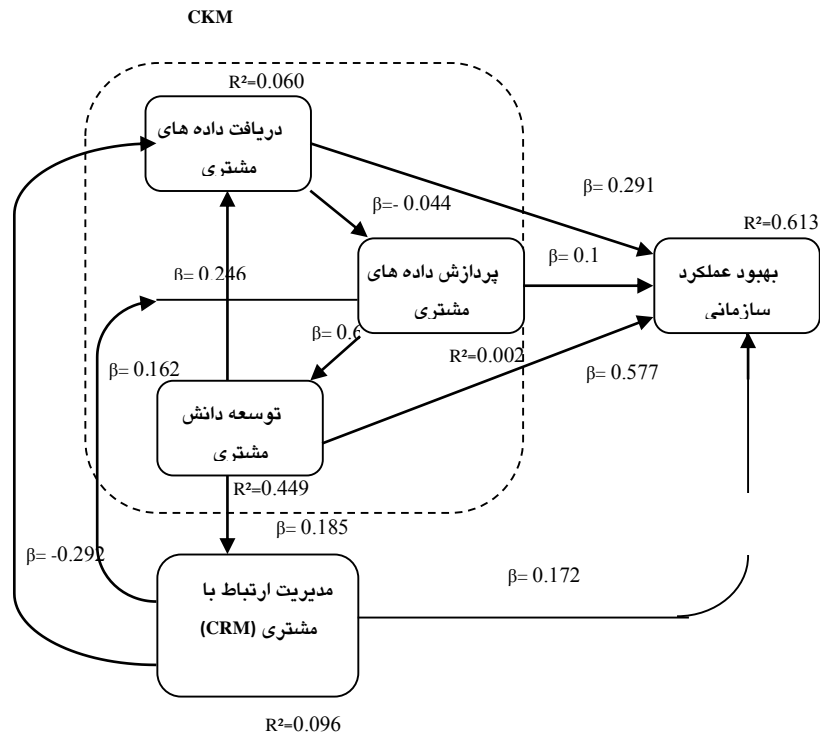 CKM
R²=0.060
دریافت داده های
مشتری
β= 0.291
β=- 0.044
R²=0.613
پردازش داده های
مشتری
β= 0.1
بهبود عملکرد
سازمانی
β= 0.246
β= 0.6
R²=0.002
β= 0.162
β= 0.577
توسعه دانش
مشتری
R²=0.449
β= 0.185
β= -0.292
β= 0.172
مدیریت ارتباط با
مشتری (CRM)
R²=0.096